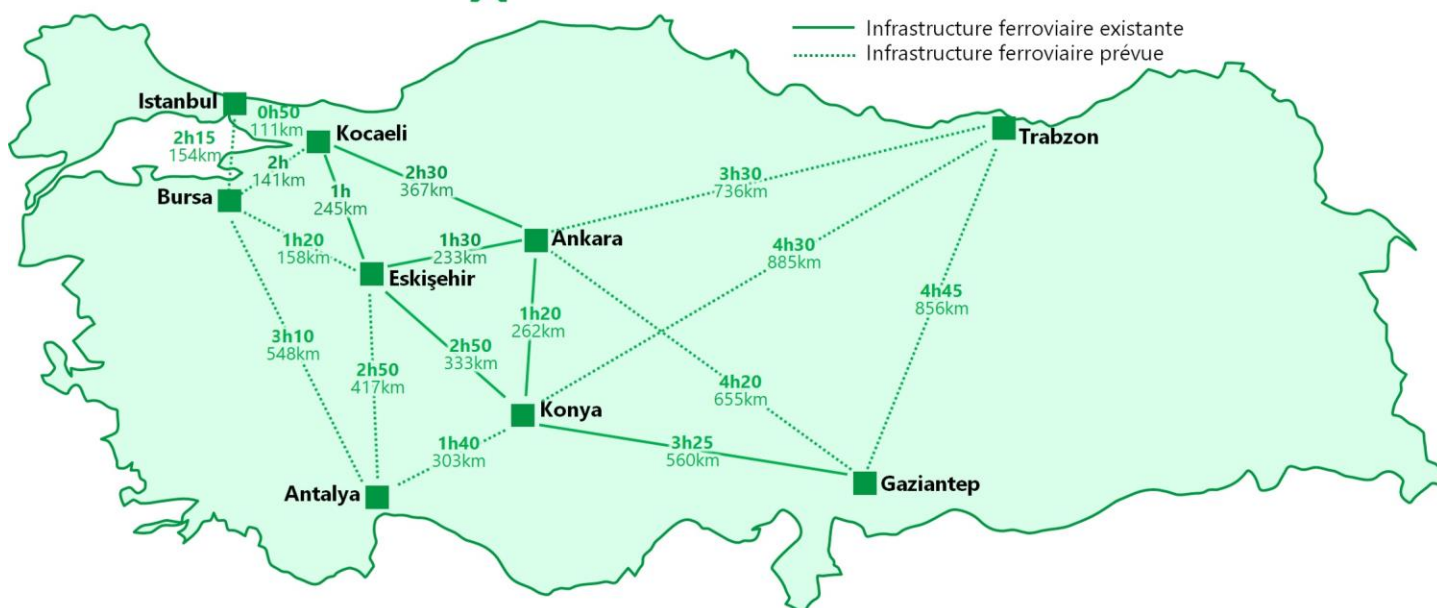 Infrastructure ferroviaire existante
Infrastructure ferroviaire prévue
Istanbul
0h50
111km
Kocaeli
Trabzon
2h15
154km
2h
141km
2h30
367km
3h30
736km
Bursa
1h
245km
1h20
158km
1h30
233km
Ankara
4h30
885km
Eskişehir
4h45
856km
1h20
262km
3h10
548km
2h50
333km
2h50
417km
4h20
655km
Konya
1h40
303km
3h25
560km
Antalya
Gaziantep